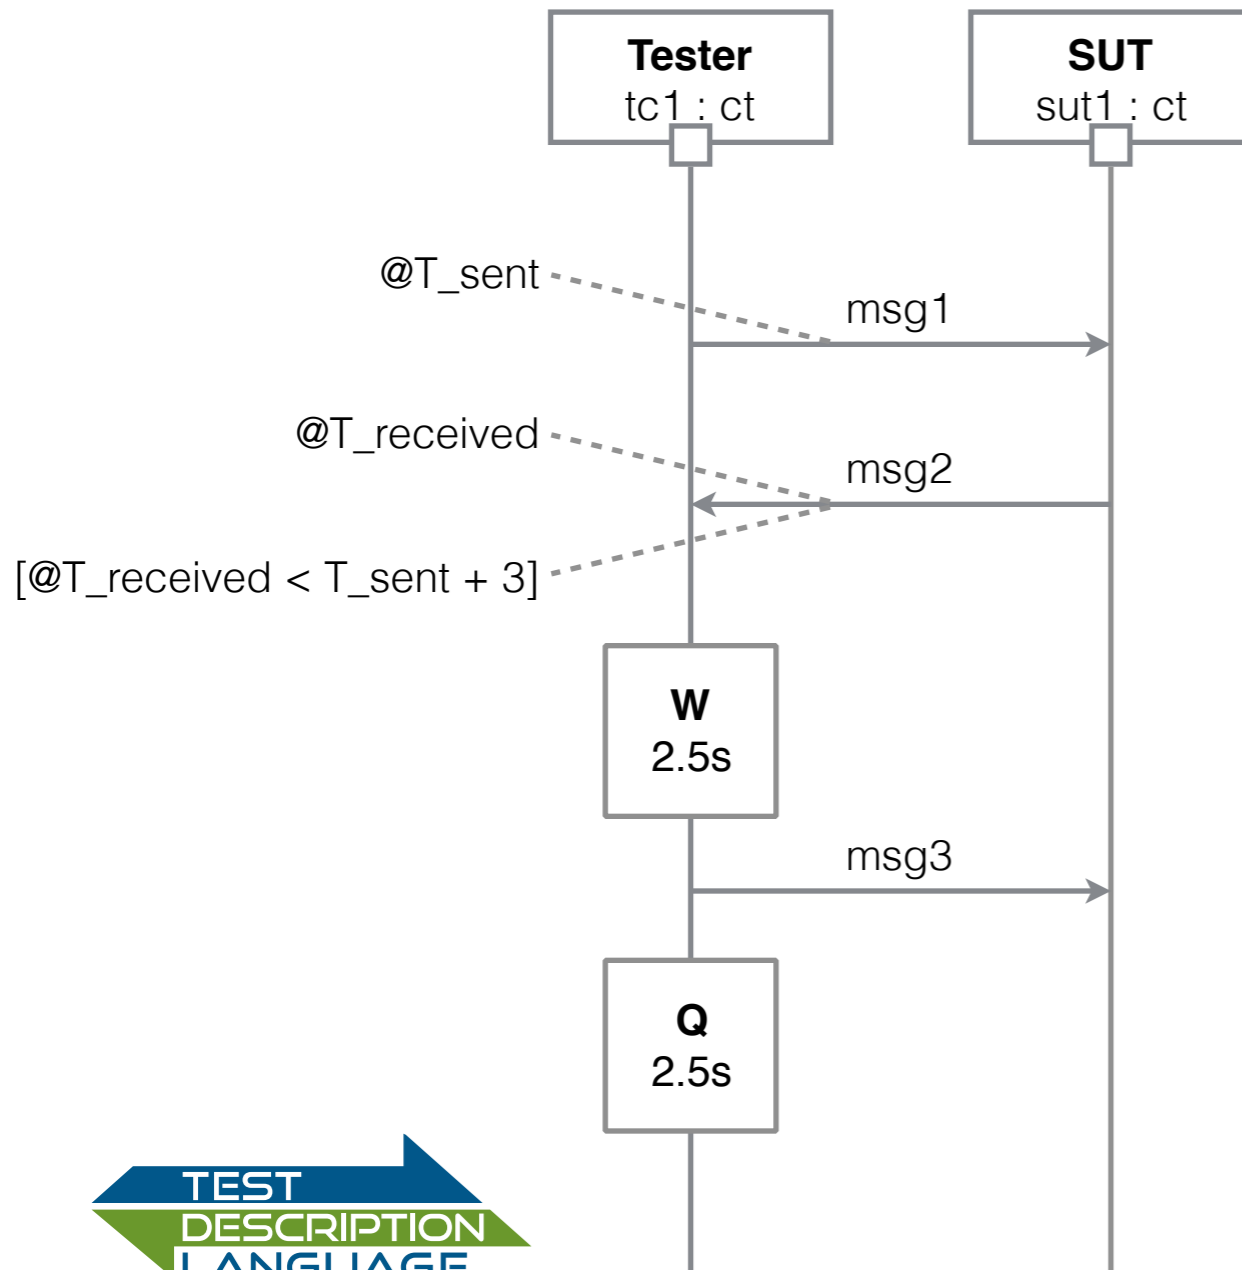 Tester
tc1 : ct
SUT
sut1 : ct
@T_sent
msg1
@T_received
msg2
[@T_received < T_sent + 3]
W
2.5s
msg3
Q
2.5s
TEST
DESCRIPTION
LANGUAGE